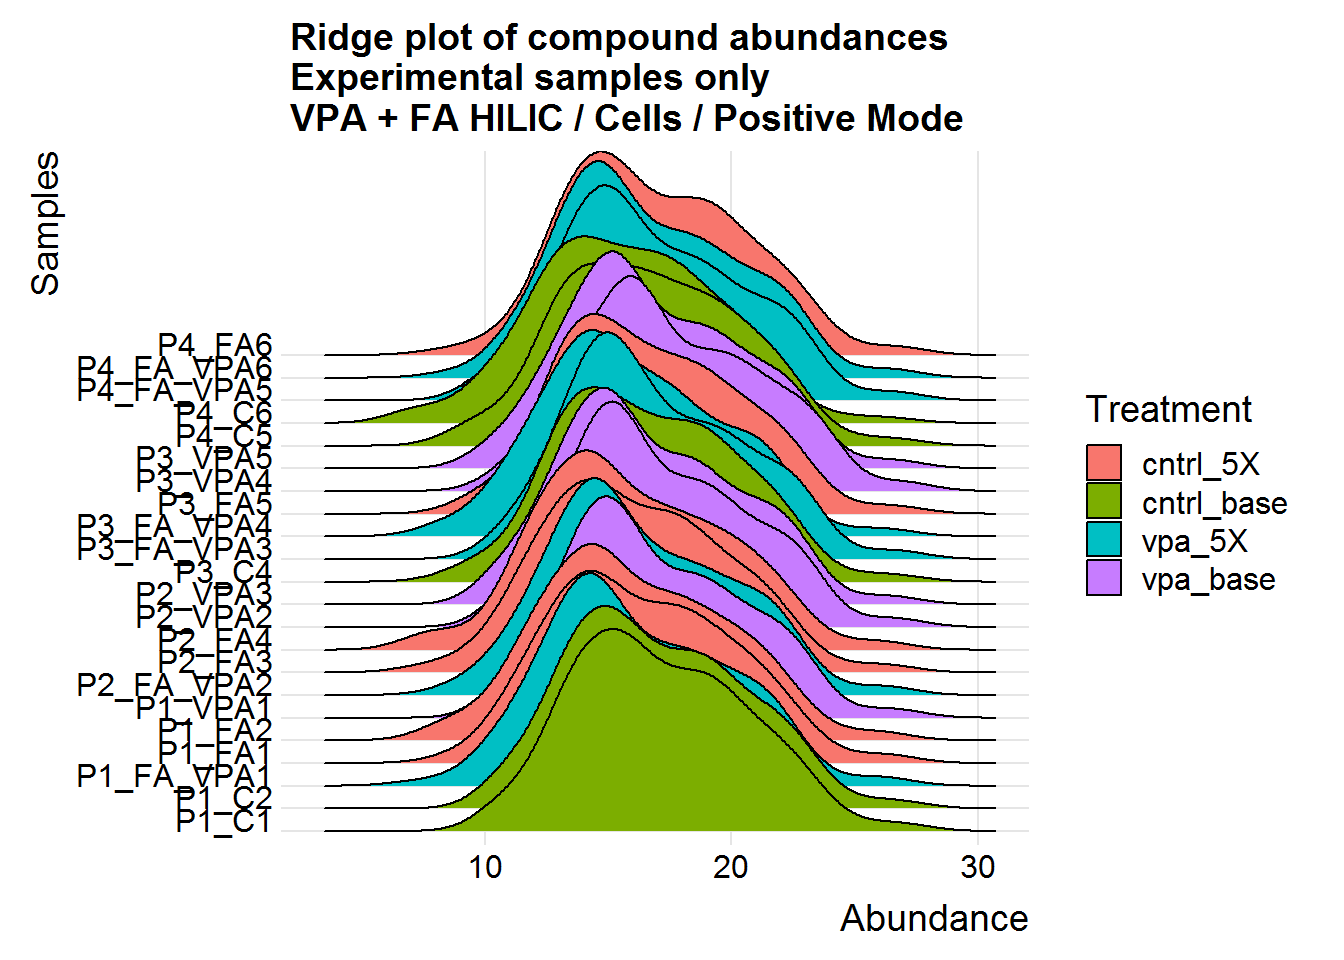 Ridge plot of compound abundances
Experimental samples only
VPA + FA HILIC / Cells / Positive Mode
Samples
P4_FA6
P4_FA_VPA6
P4_FA_VPA5
P4_C6
P4_C5
P3_VPA5
P3_VPA4
P3_FA5
P3_FA_VPA4
P3_FA_VPA3
P3_C4
P2_VPA3
P2_VPA2
P2_FA4
P2_FA3
P2_FA_VPA2
P1_VPA1
P1_FA2
P1_FA1
P1_FA_VPA1
P1_C2
P1_C1
10 20 30
Abundance
Treatment
cntrl_5X
cntrl_base
vpa_5X
vpa_base